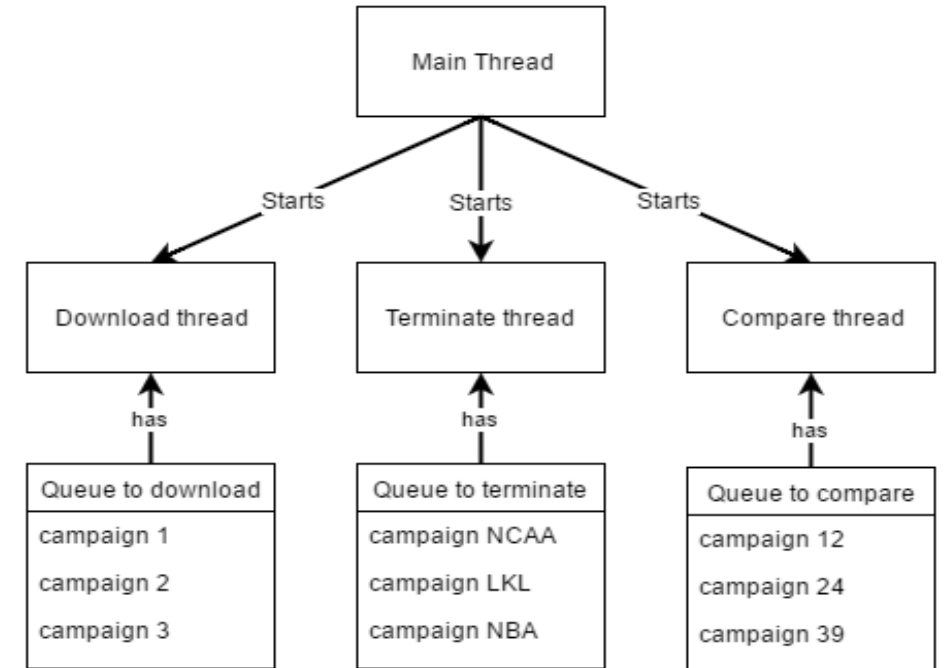 Main Thread
Starts
Starts
Starts
Download thread
Terminate thread
Compare thread
has
has
has
Queue to download
campaign 1
campaign 2
campaign 3
Queue to terminate
campaign NCAA
campaign LKL
campaign NBA
Queue to compare
campaign 12
campaign 24
campaign 39